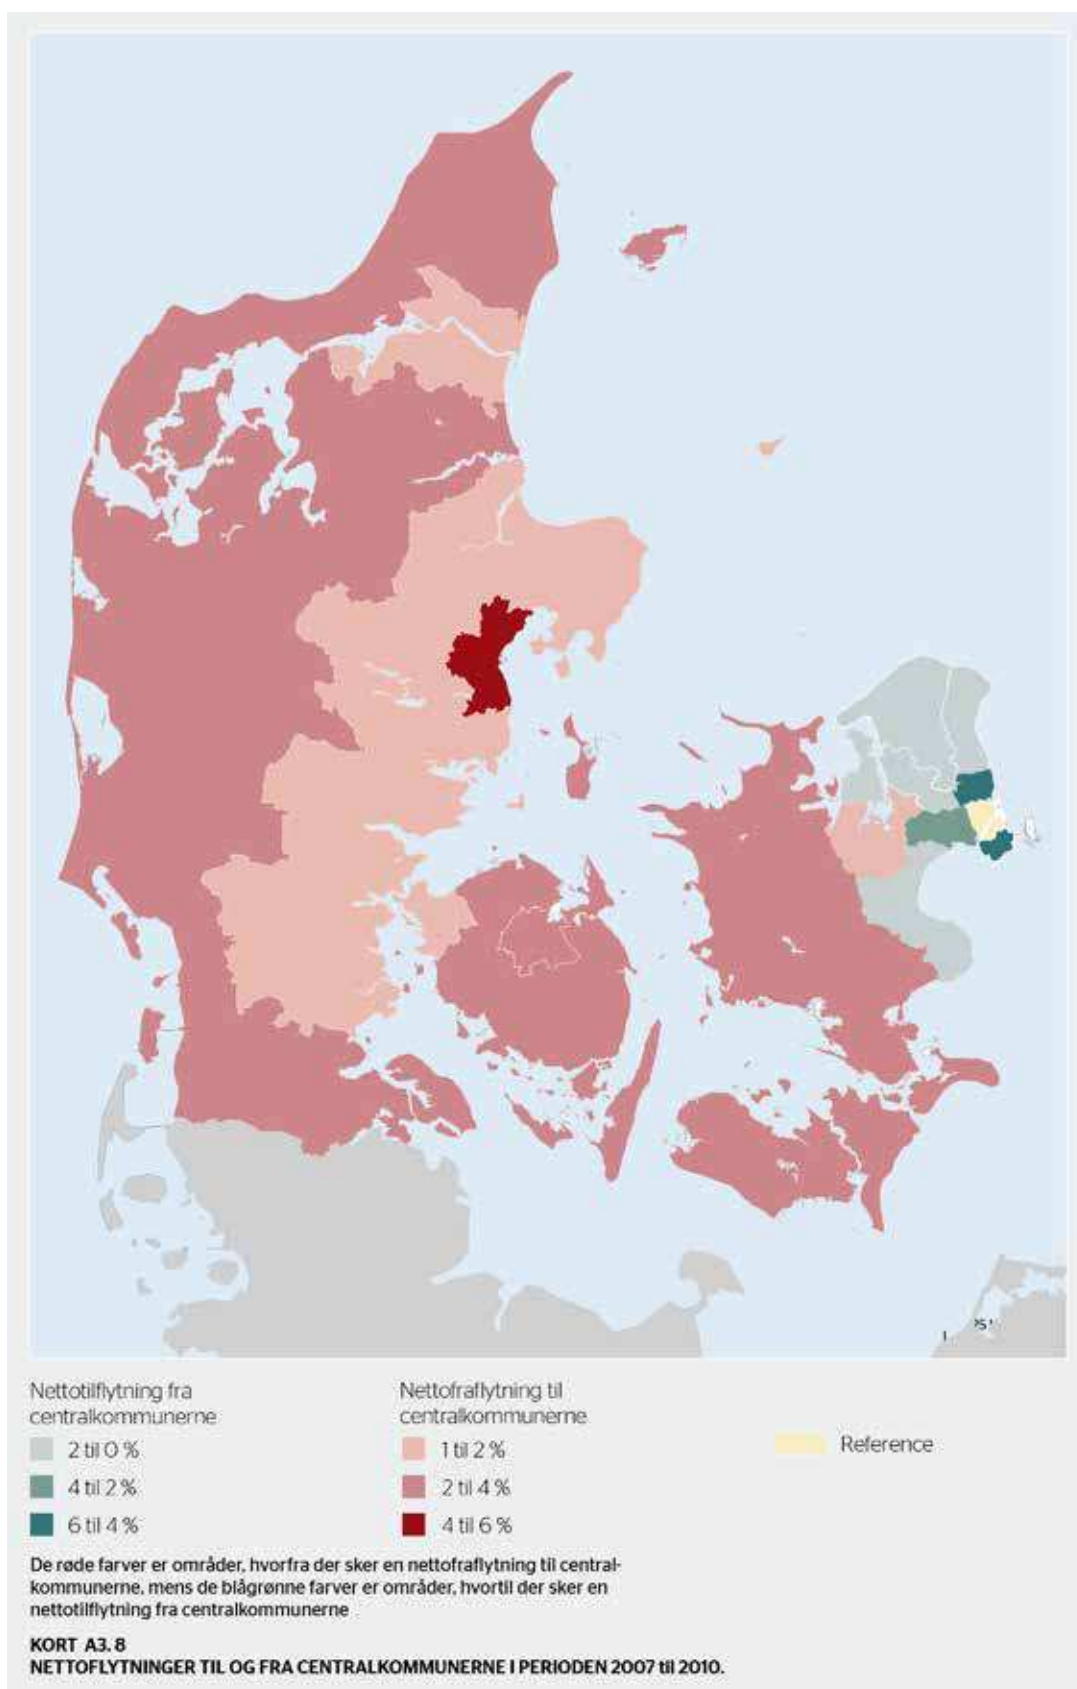 Nettotilflytning fra
centralkommunerne
2 til 0 %
4 til 2 %
6 til 4 %
Nettofraflytning til
centralkommunerne
1 til 2 %
2 til 4 %
4 til 6 %
Reference
De røde farver er områder, hvorfra der sker en nettofraflytning til central-
kommunerne, mens de blågrønne farver er områder, hvortil der sker en
nettotilflytning fra centralkommunerne
KORT A3.8
NETTOFLYTNINGER TIL OG FRA CENTRALKOMMUNERNE I PERIODEN 2007 til 2010.